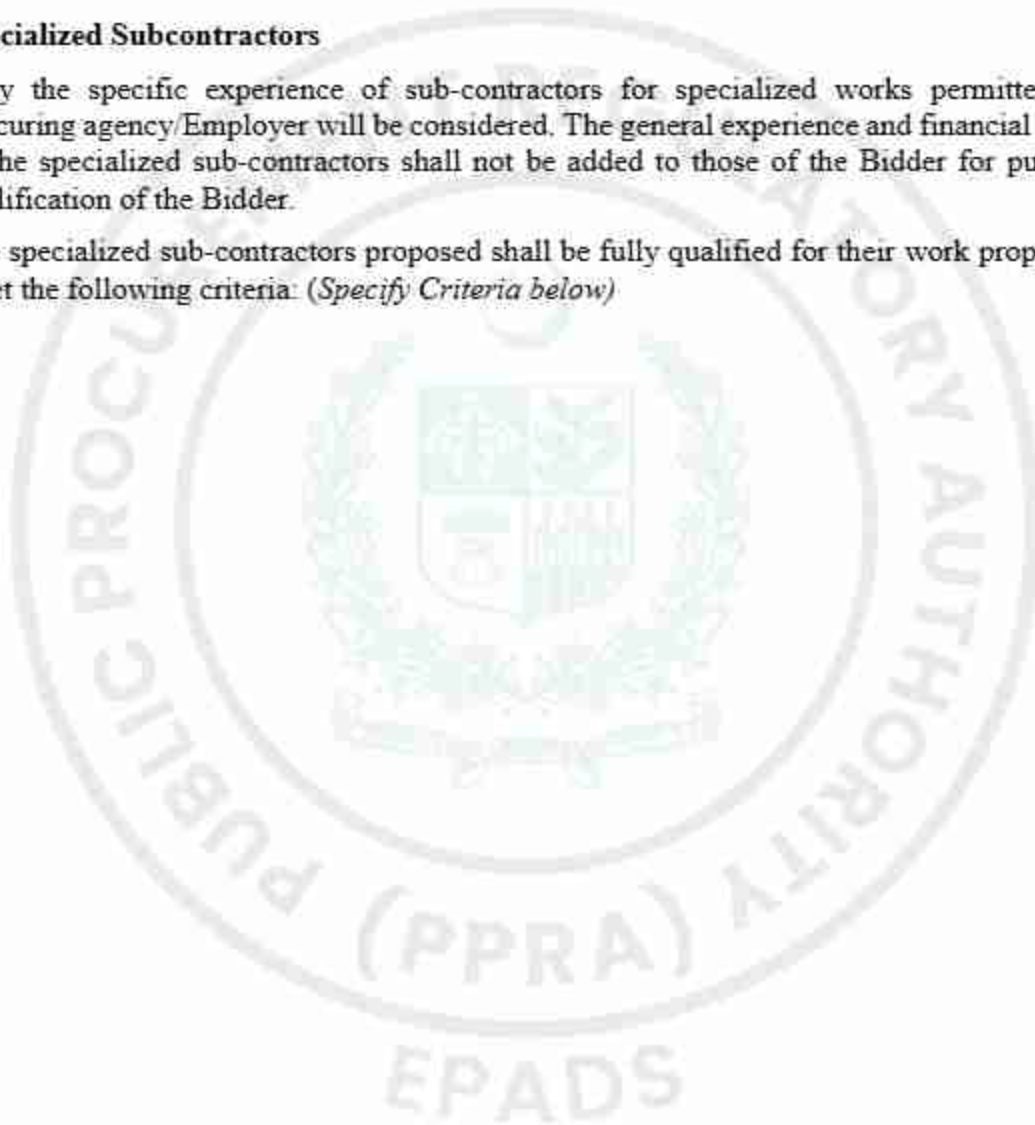 cialized Subcontractors
y the specific experience of sub-contractors for specialized works permitte
curing agency/Employer will be considered. The general experience and financial
he specialized sub-contractors shall not be added to those of the Bidder for pu
lification of the Bidder.
specialized sub-contractors proposed shall be fully qualified for their work prop
et the following criteria: (Specify Criteria below)
PUBLIC PROCUREMENT REGULATORY AUTHORITY
(PPRA)
EPADS